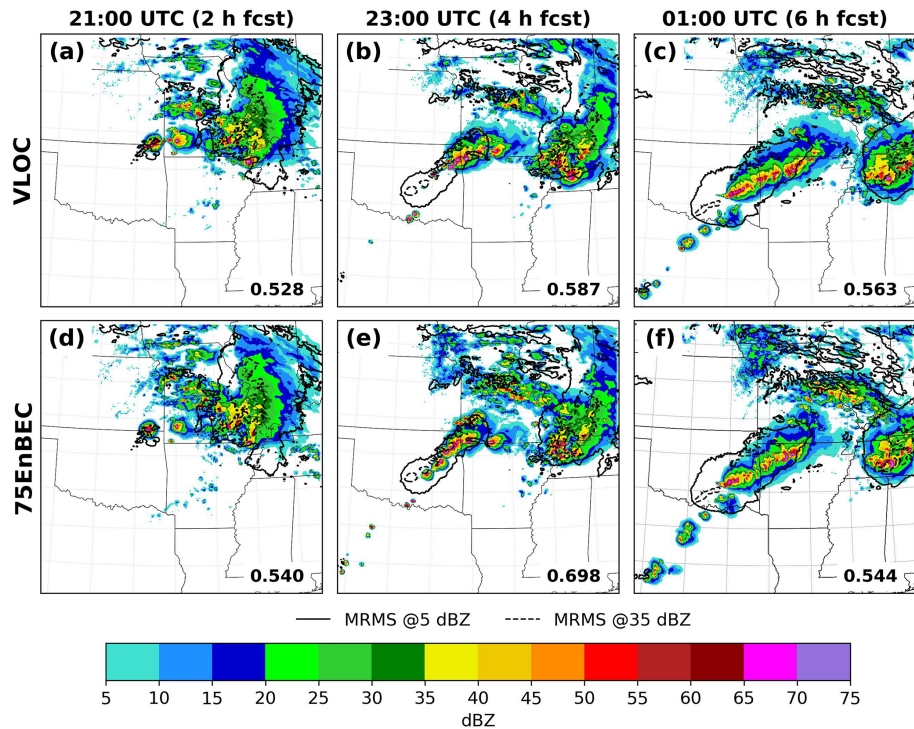 21:00 UTC (2 h fcst) 23:00 UTC (4 h fcst) 01:00 UTC (6 h fcst)
VLOC
(a) (b) (c)
0.528 0.587 0.563
75EnBEC
(d) (e) (f)
0.540 0.698 0.544
MRMS @5 dBZ MRMS @35 dBZ
5 10 15 20 25 30 35 40 45 50 55 60 65 70 75
dBZ